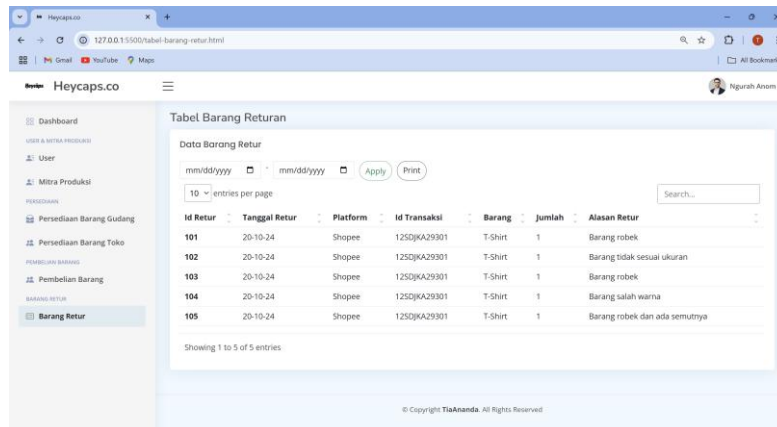 Heycaps.co
127.0.0.1:5500/tabel-barang-retur.html
Gmail YouTube Maps
All Bookmar
Heycaps.co
Ngurah Anom
Dashboard
USER & MITRA PRODUKSI
User
Mitra Produksi
PERSEDIAAN
Persediaan Barang Gudang
Persediaan Barang Toko
PEMBELIAN BARANG
Pembelian Barang
BARANG RETUR
Barang Retur
Tabel Barang Returan
Data Barang Retur
mm/dd/yyyy - mm/dd/yyyy Apply Print
10 entries per page Search...
Id Retur Tanggal Retur Platform Id Transaksi Barang Jumlah Alasan Retur
101 20-10-24 Shopee 12SDJKA29301 T-Shirt 1 Barang robek
102 20-10-24 Shopee 12SDJKA29301 T-Shirt 1 Barang tidak sesuai ukuran
103 20-10-24 Shopee 12SDJKA29301 T-Shirt 1 Barang robek
104 20-10-24 Shopee 12SDJKA29301 T-Shirt 1 Barang salah warna
105 20-10-24 Shopee 12SDJKA29301 T-Shirt 1 Barang robek dan ada semutnya
Showing 1 to 5 of 5 entries
© Copyright TiaAnanda. All Rights Reserved